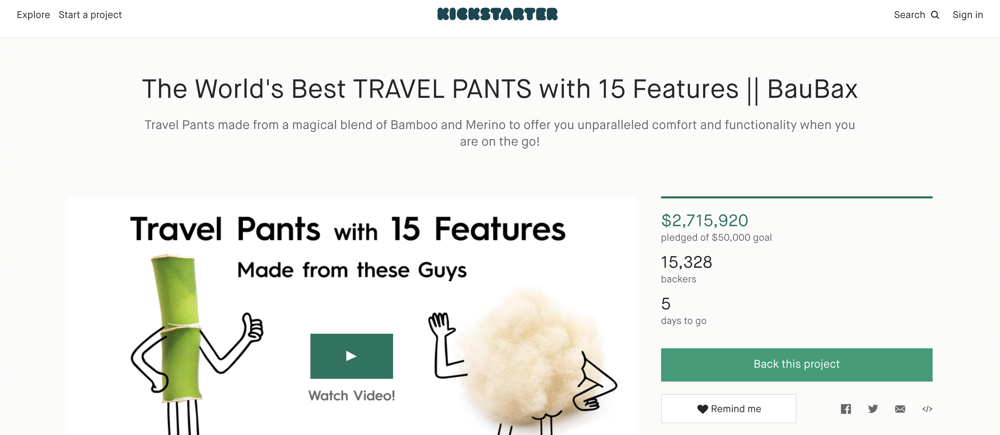 Explore Start a project KICKSTARTER Search Sign in
The World's Best TRAVEL PANTS with 15 Features || BauBax
Travel Pants made from a magical blend of Bamboo and Merino to offer you unparalleled comfort and functionality when you
are on the go!
Travel Pants with 15 Features
Made from these Guys
Watch Video!
$2,715,920
pledged of $50,000 goal
15,328
backers
5
days to go
Back this project
Remind me